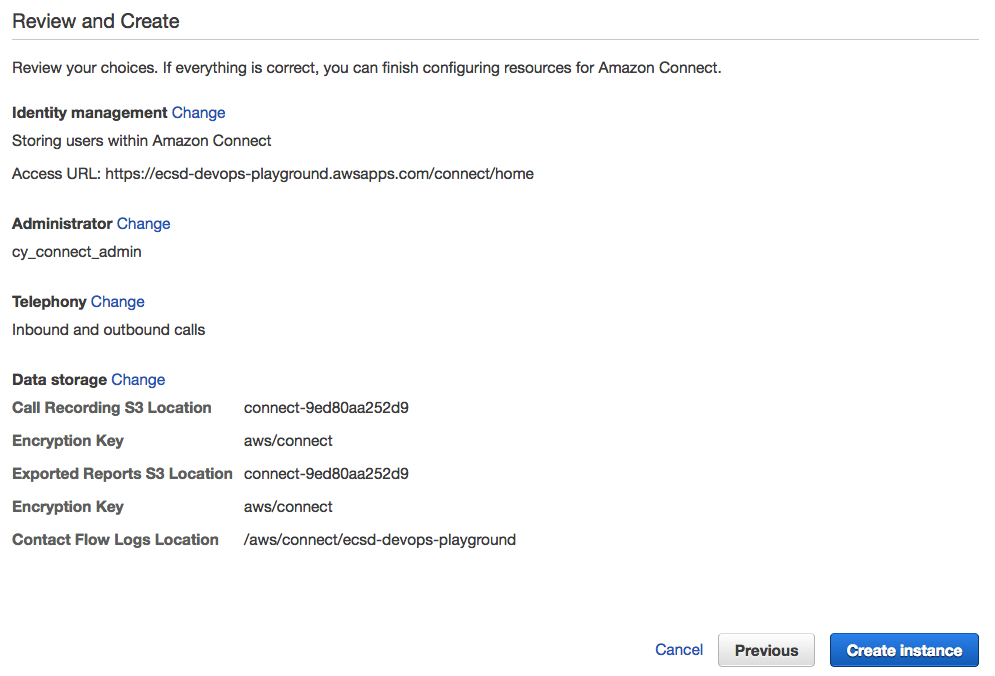 Review and Create
Review your choices. If everything is correct, you can finish configuring resources for Amazon Connect.
Identity management Change
Storing users within Amazon Connect
Access URL: https://ecsd-devops-playground.awsapps.com/connect/home
Administrator Change
cy_connect_admin
Telephony Change
Inbound and outbound calls
Data storage Change
Call Recording S3 Location connect-9ed80aa252d9
Encryption Key aws/connect
Exported Reports S3 Location connect-9ed80aa252d9
Encryption Key aws/connect
Contact Flow Logs Location /aws/connect/ecsd-devops-playground
Cancel Previous Create instance